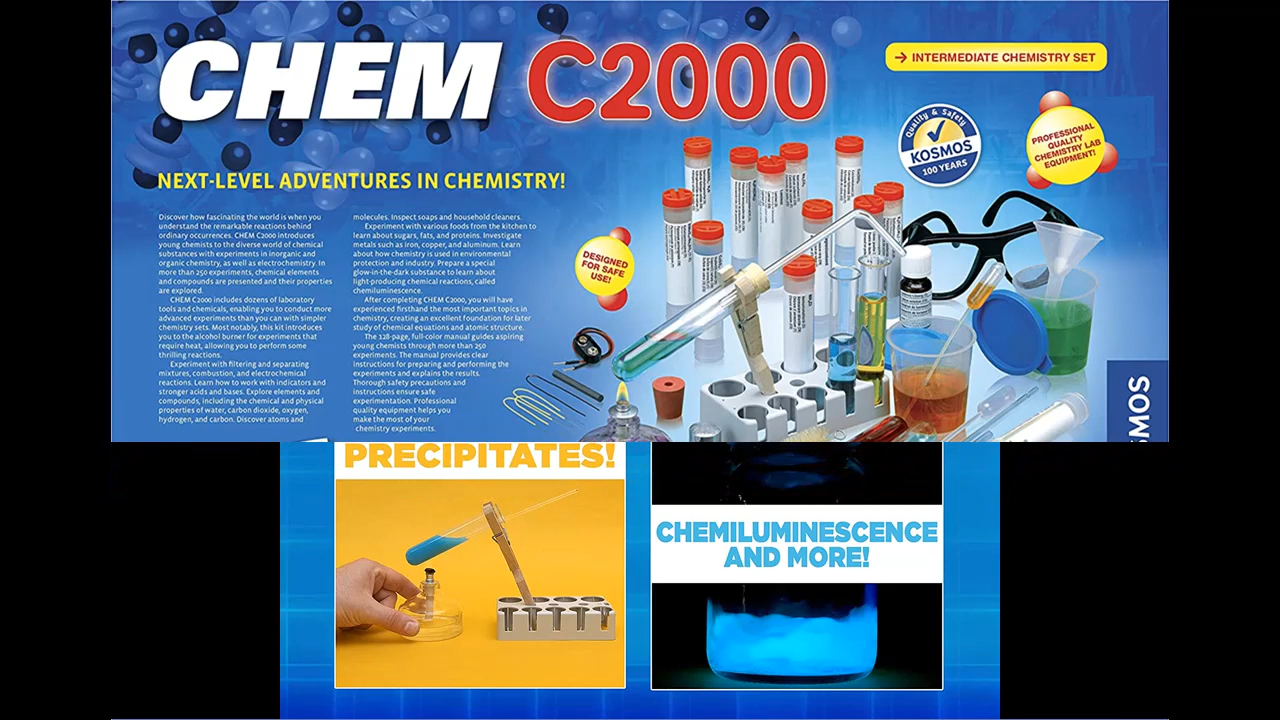 CHEM C2000
→ INTERMEDIATE CHEMISTRY SET
Quality & Safety
KOSMOS
100 YEARS
PROFESSIONAL
QUALITY
CHEMISTRY LAB
EQUIPMENT!
NEXT-LEVEL ADVENTURES IN CHEMISTRY!
DESIGNED
FOR SAFE
USE!
Discover how fascinating the world is when you
understand the remarkable reactions behind
ordinary occurrences. CHEM C2000 introduces
young chemists to the diverse world of chemical
substances with experiments in inorganic and
organic chemistry, as well as electrochemistry. In
more than 250 experiments, chemical elements
and compounds are presented and their properties
are explored.
CHEM C2000 includes dozens of laboratory
tools and chemicals, enabling you to conduct more
advanced experiments than you can with simpler
chemistry sets. Most notably, this kit introduces
you to the alcohol burner for experiments that
require heat, allowing you to perform some
thrilling reactions.
Experiment with filtering and separating
mixtures, combustion, and electrochemical
reactions. Learn how to work with indicators and
stronger acids and bases. Explore elements and
compounds, including the chemical and physical
properties of water, carbon dioxide, oxygen,
hydrogen, and carbon. Discover atoms and
molecules. Inspect soaps and household cleaners.
Experiment with various foods from the kitchen to
learn about sugars, fats, and proteins. Investigate
metals such as iron, copper, and aluminum. Learn
about how chemistry is used in environmental
protection and industry. Prepare a special
glow-in-the-dark substance to learn about
light-producing chemical reactions, called
chemiluminescence.
After completing CHEM C2000, you will have
experienced firsthand the most important topics in
chemistry, creating an excellent foundation for later
study of chemical equations and atomic structure.
The 128-page, full-color manual guides aspiring
young chemists through more than 250
experiments. The manual provides clear
instructions for preparing and performing the
experiments and explains the results.
Thorough safety precautions and
instructions ensure safe
experimentation. Professional
quality equipment helps you
make the most of your
chemistry experiments.
SMOS
PRECIPITATES!
CHEMILUMINESCENCE
AND MORE!